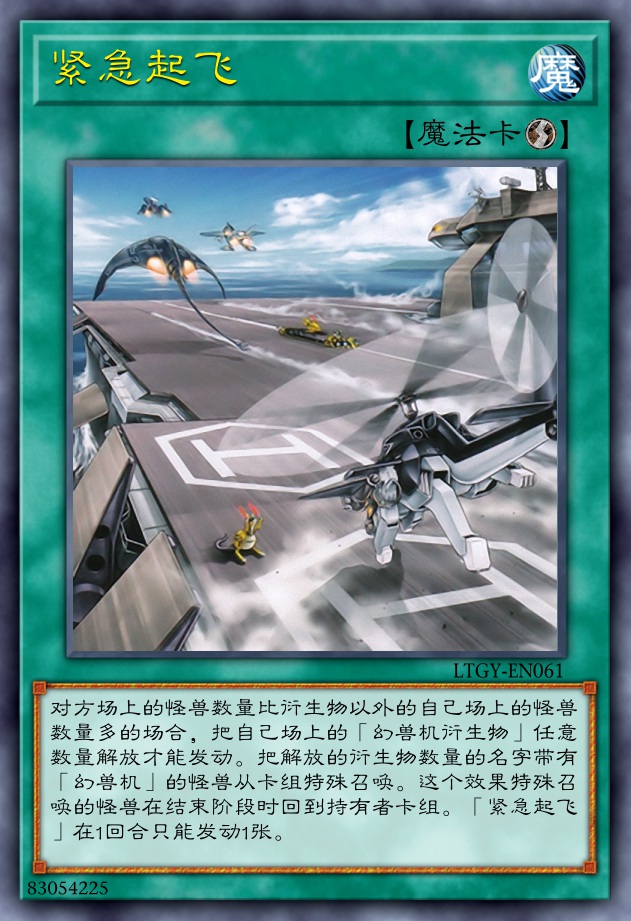 紧急起飞
魔
【魔法卡】
LTGY-EN061
对方场上的怪兽数量比衍生物以外的自己场上的怪兽
数量多的场合，把自己场上的「幻兽机衍生物」任意
数量解放才能发动。把解放的衍生物数量的名字带有
「幻兽机」的怪兽从卡组特殊召唤。这个效果特殊召
唤的怪兽在结束阶段时回到持有者卡组。「紧急起飞
」在1回合只能发动1张。
83054225